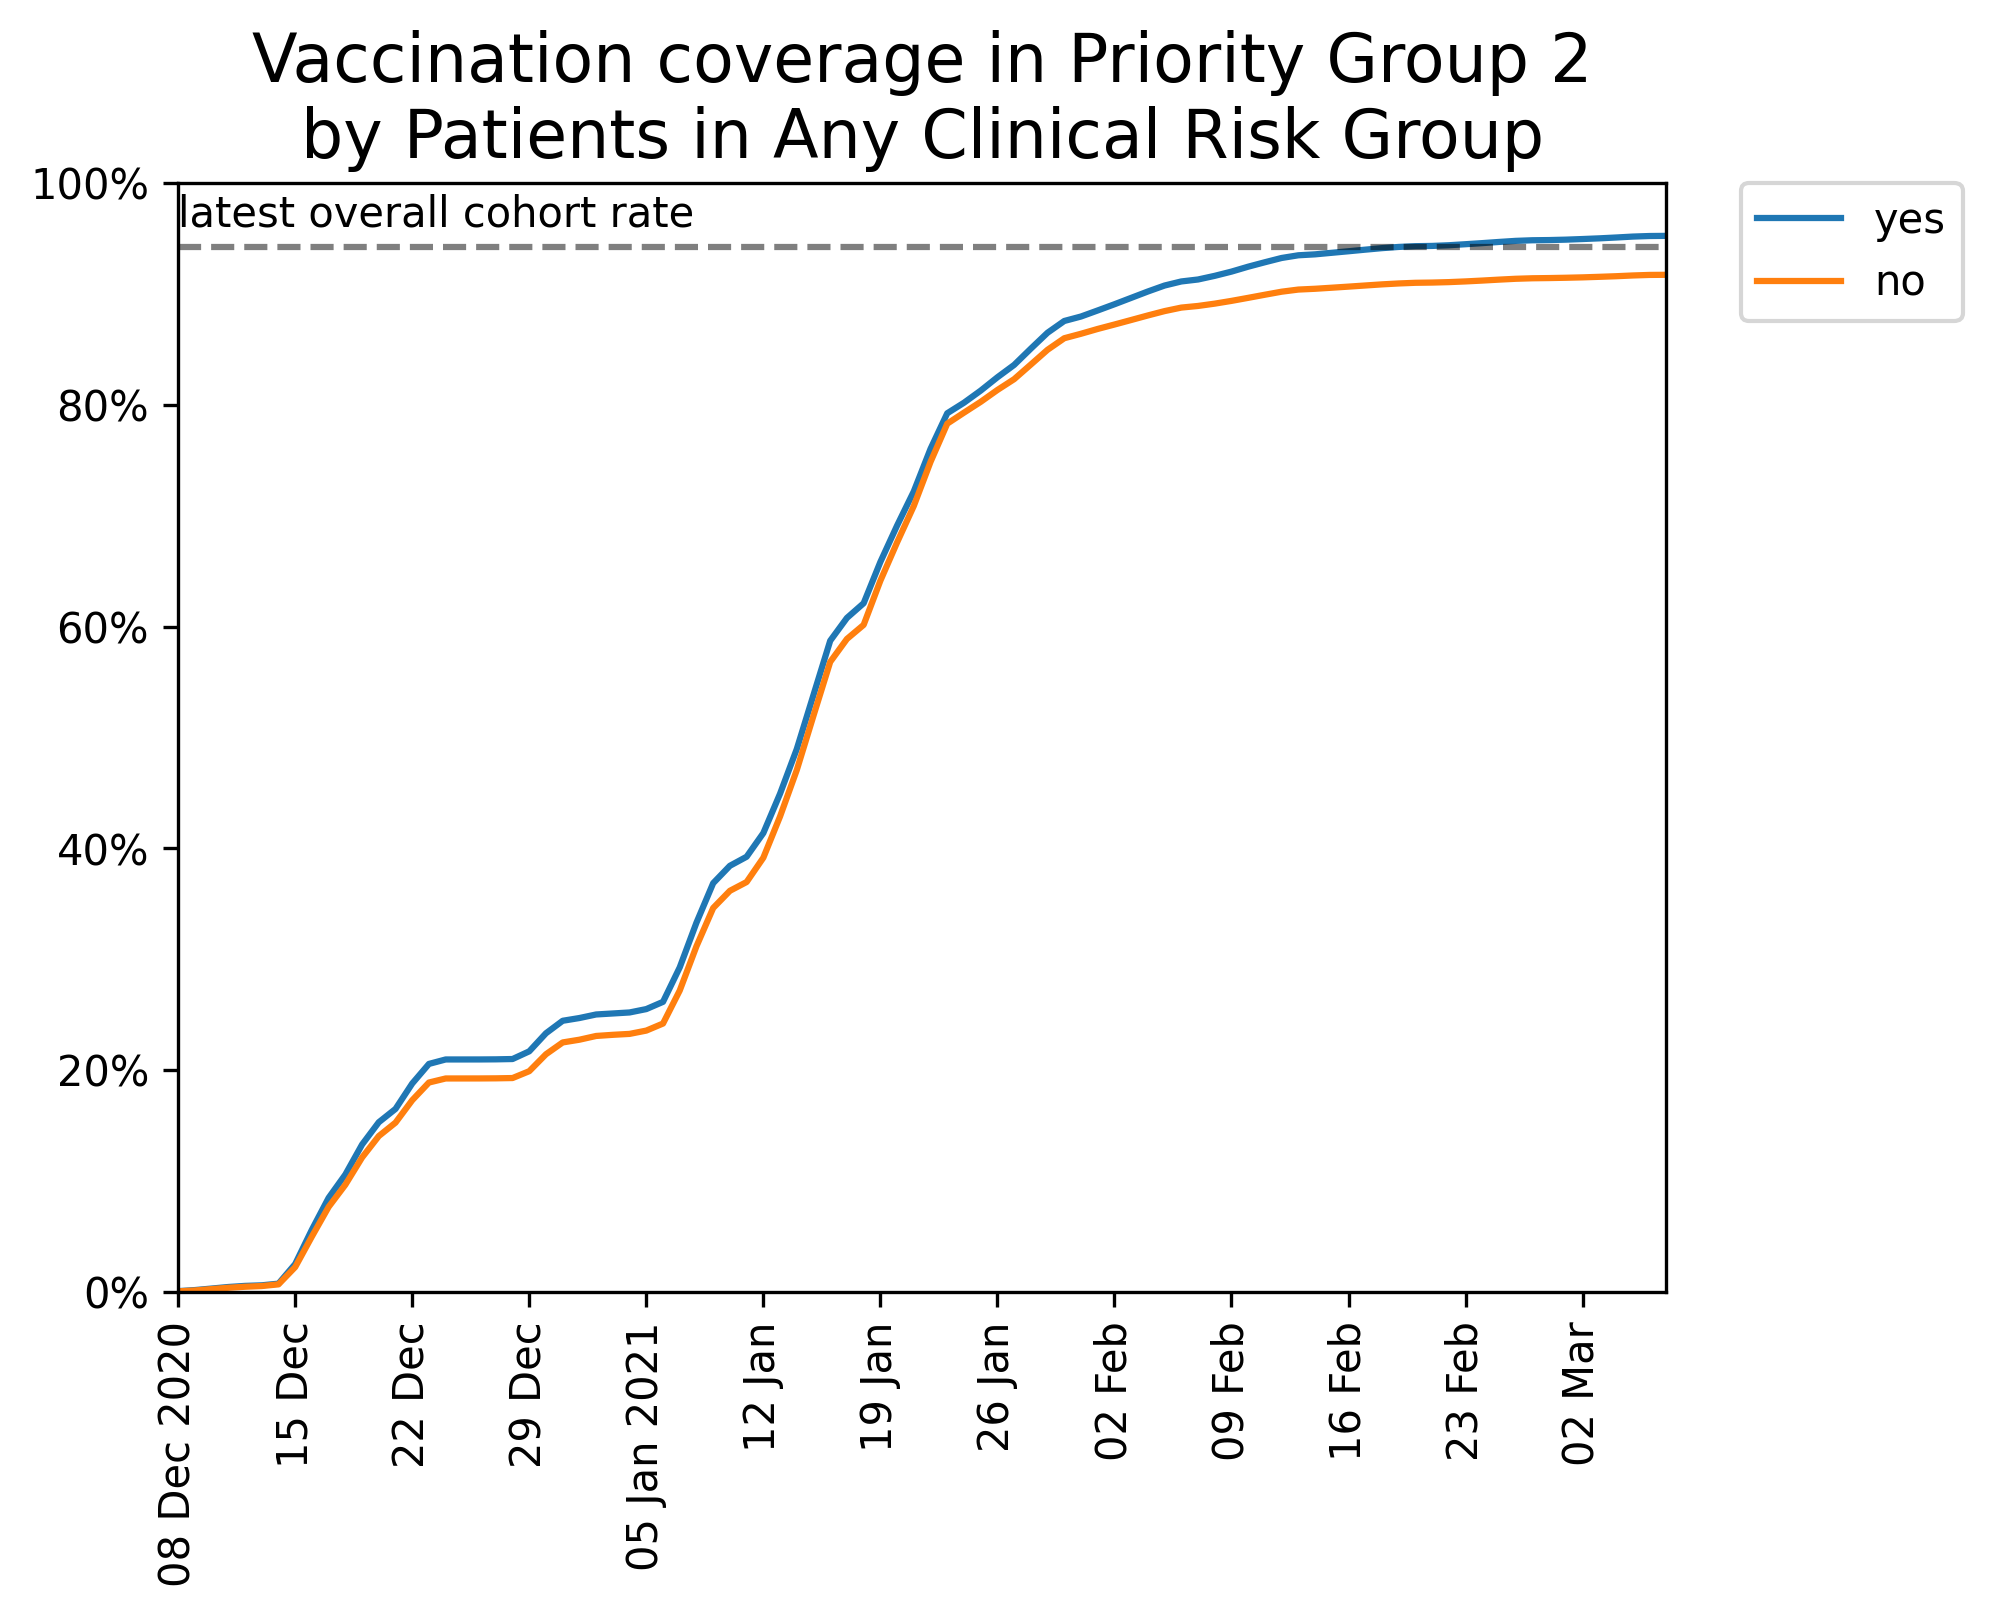 Vaccination coverage in Priority Group 2
by Patients in Any Clinical Risk Group
100%
latest overall cohort rate
yes
no
80%
60%
40%
20%
0%
08 Dec 2020
15 Dec
22 Dec
29 Dec
05 Jan 2021
12 Jan
19 Jan
26 Jan
02 Feb
09 Feb
16 Feb
23 Feb
02 Mar